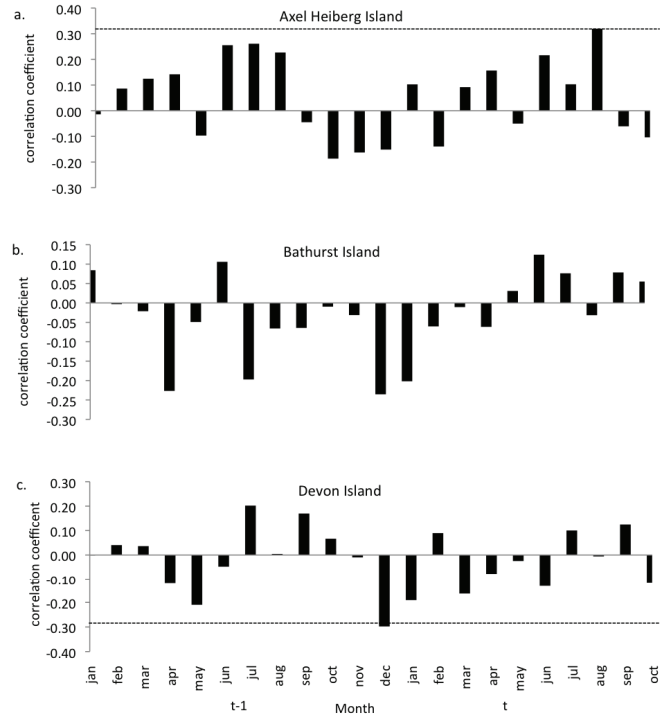 a.
Axel Heiberg Island
correlation coefficient
0.40
0.30
0.20
0.10
0.00
-0.10
-0.20
-0.30
b.
Bathurst Island
correlation coefficient
0.15
0.10
0.05
0.00
-0.05
-0.10
-0.15
-0.20
-0.25
-0.30
c.
Devon Island
correlation coefficent
0.30
0.20
0.10
0.00
-0.10
-0.20
-0.30
-0.40
jan feb mar apr may jun jul aug sep oct nov dec jan feb mar apr may jun jul aug sep oct
t-1 Month t